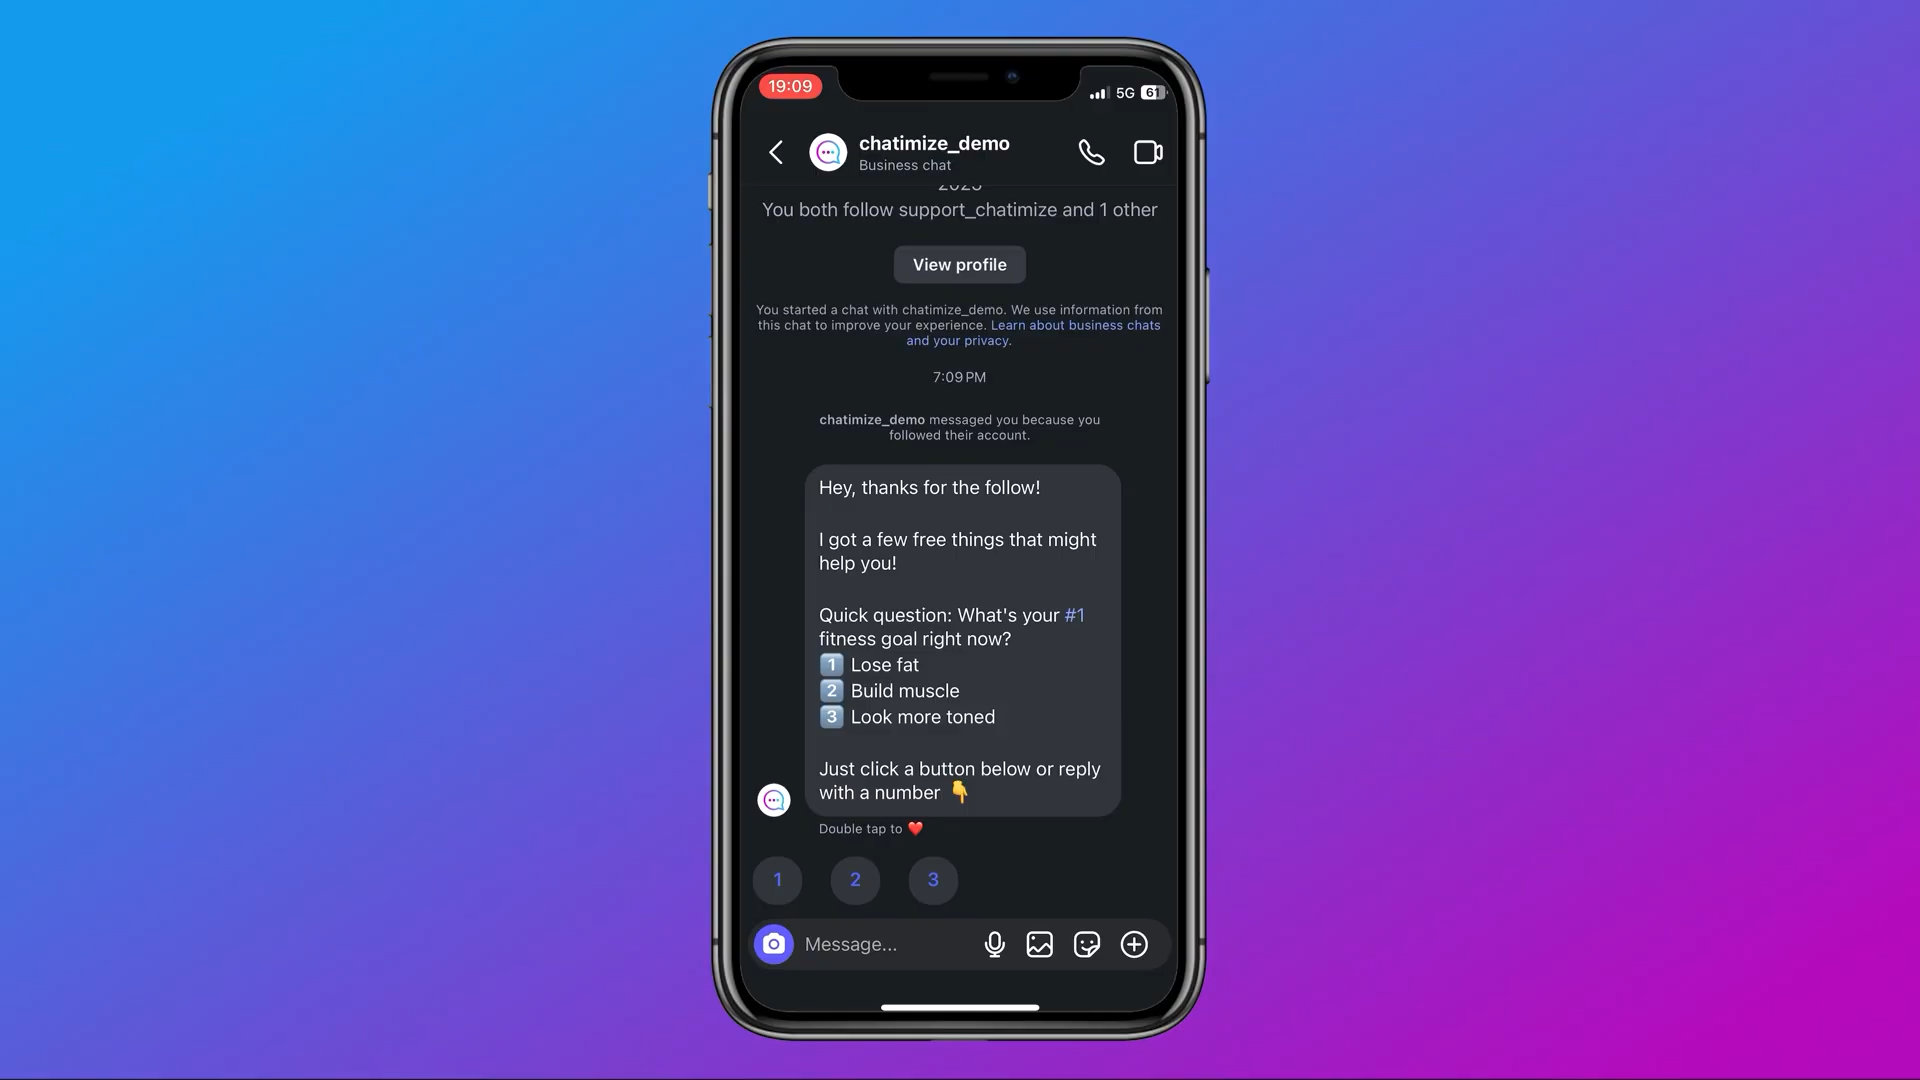 19:09
5G 61
chatimize_demo
Business chat
You both follow support_chatimize and 1 other
View profile
You started a chat with chatimize_demo. We use information from
this chat to improve your experience. Learn about business chats
and your privacy.
7:09 PM
chatimize_demo messaged you because you
followed their account.
Hey, thanks for the follow!
I got a few free things that might
help you!
Quick question: What's your #1
fitness goal right now?
1️⃣ Lose fat
2️⃣ Build muscle
3️⃣ Look more toned
Just click a button below or reply
with a number 👇
Double tap to ❤️
1 2 3
Message...